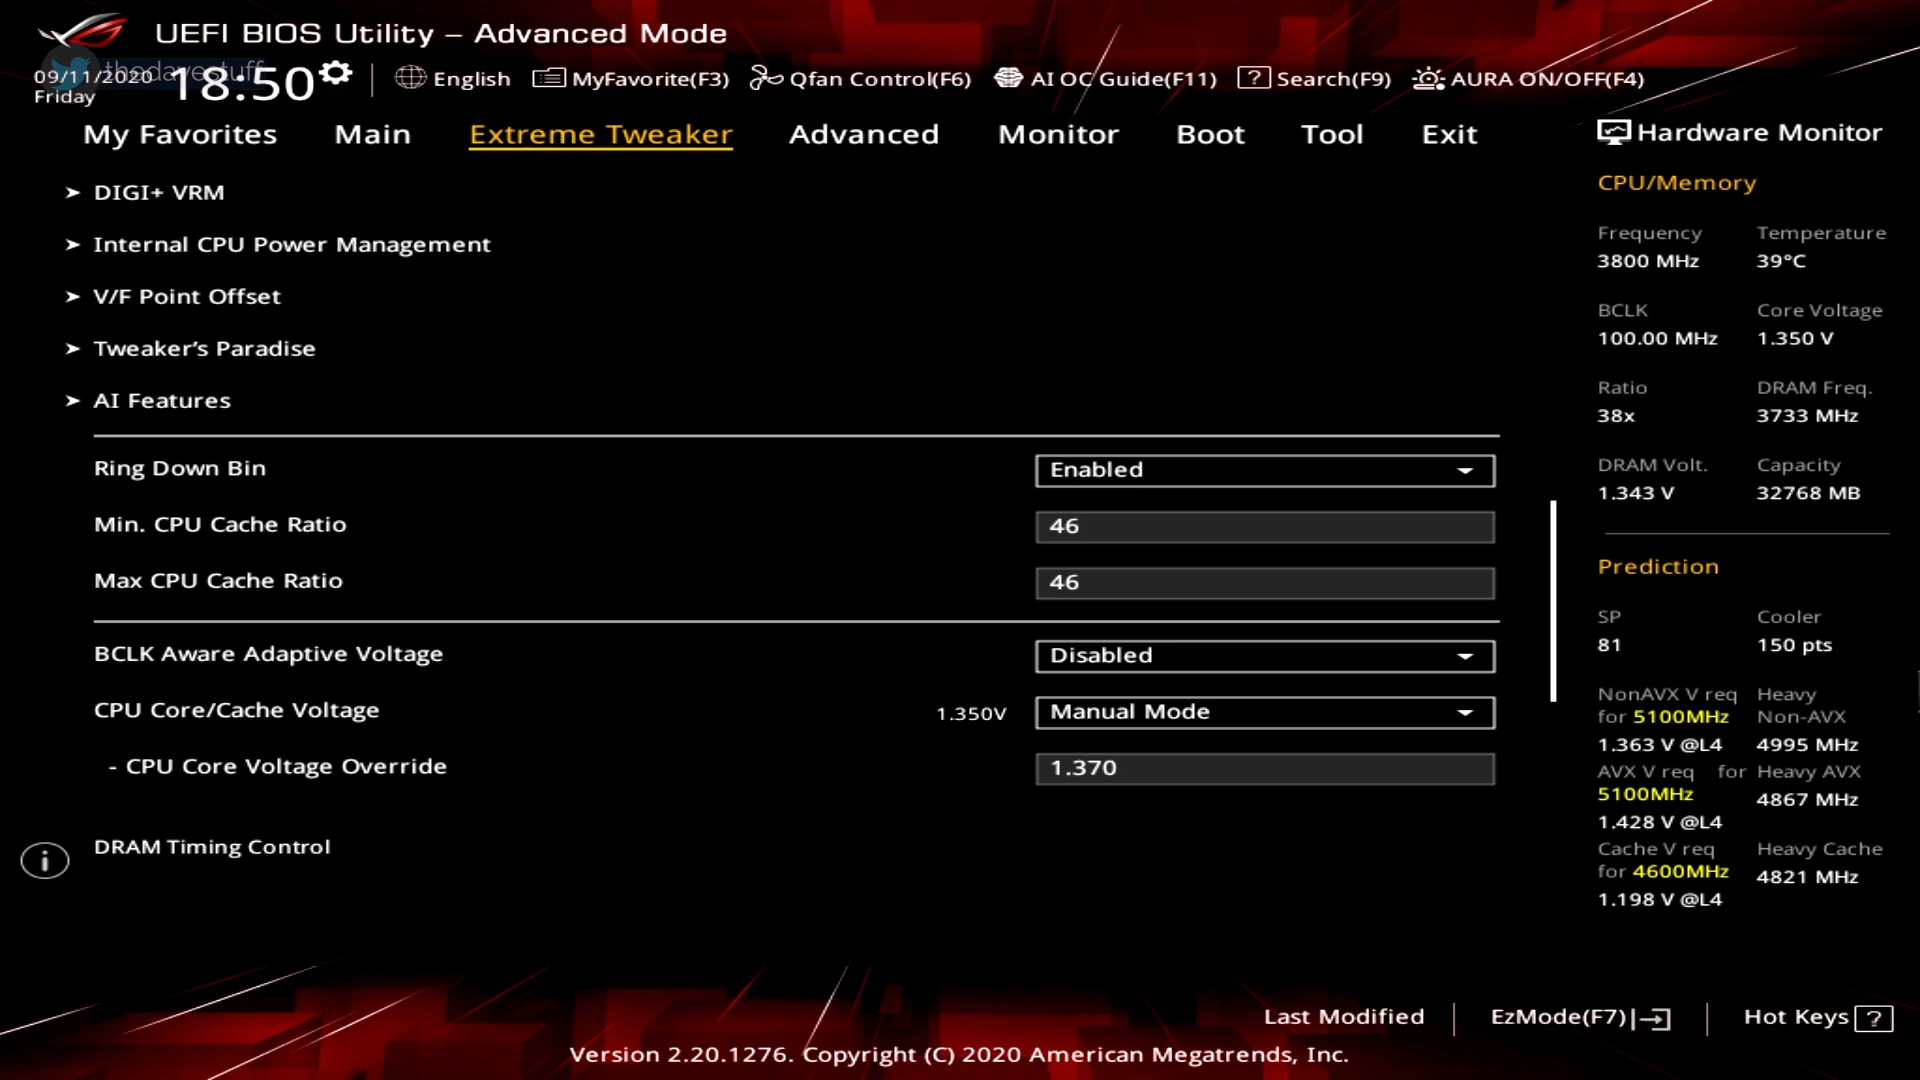 UEFI BIOS Utility – Advanced Mode
thedavestuff
09/11/2020
Friday
18:50
English
MyFavorite(F3)
Qfan Control(F6)
AI OC Guide(F11)
Search(F9)
AURA ON/OFF(F4)
My Favorites
Main
Extreme Tweaker
Advanced
Monitor
Boot
Tool
Exit
DIGI+ VRM
Internal CPU Power Management
V/F Point Offset
Tweaker's Paradise
AI Features
Ring Down Bin
Enabled
Min. CPU Cache Ratio
46
Max CPU Cache Ratio
46
BCLK Aware Adaptive Voltage
Disabled
CPU Core/Cache Voltage
1.350V
Manual Mode
- CPU Core Voltage Override
1.370
DRAM Timing Control
Hardware Monitor
CPU/Memory
Frequency
Temperature
3800 MHz
39°C
BCLK
Core Voltage
100.00 MHz
1.350 V
Ratio
DRAM Freq.
38x
3733 MHz
DRAM Volt.
Capacity
1.343 V
32768 MB
Prediction
SP
Cooler
81
150 pts
NonAVX V req
for 5100MHz
1.363 V @L4
Heavy
Non-AVX
4995 MHz
AVX V req for
5100MHz
1.428 V @L4
Heavy AVX
4867 MHz
Cache V req
for 4600MHz
1.198 V @L4
Heavy Cache
4821 MHz
Last Modified
EzMode(F7)
Hot Keys
Version 2.20.1276. Copyright (C) 2020 American Megatrends, Inc.